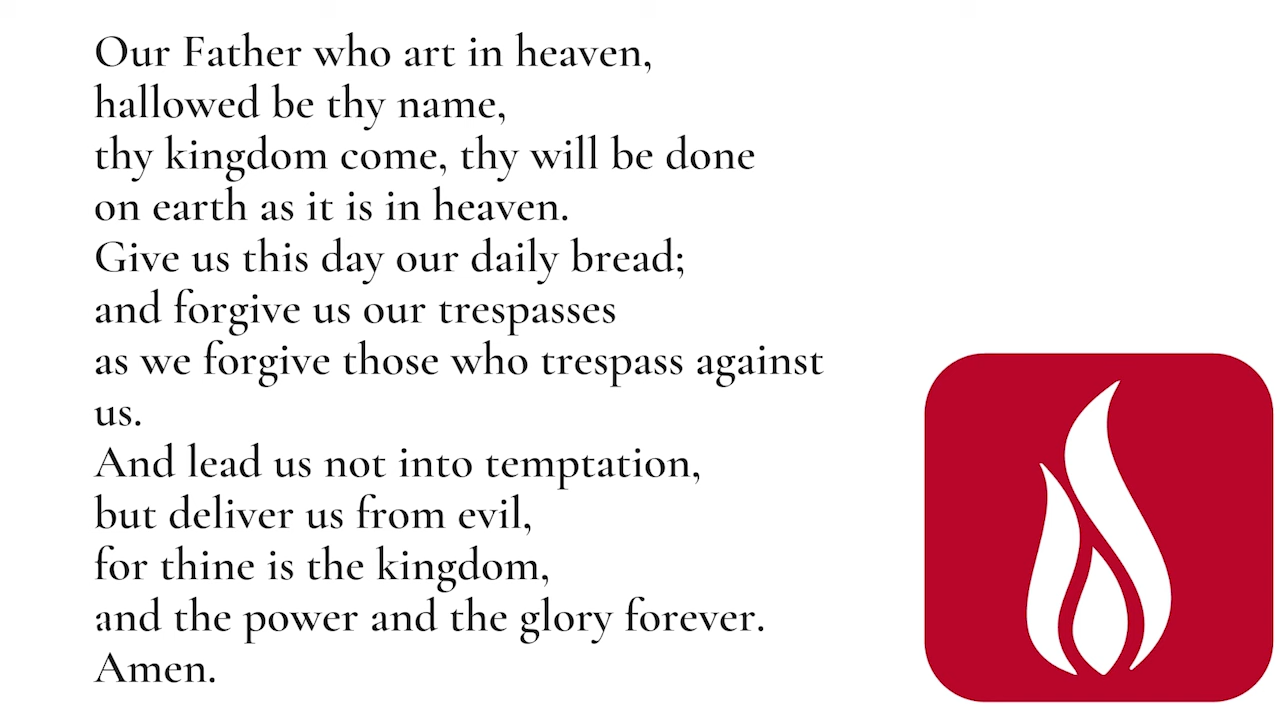 Our Father who art in heaven,
hallowed be thy name,
thy kingdom come, thy will be done
on earth as it is in heaven.
Give us this day our daily bread;
and forgive us our trespasses
as we forgive those who trespass against
us.
And lead us not into temptation,
but deliver us from evil,
for thine is the kingdom,
and the power and the glory forever.
Amen.